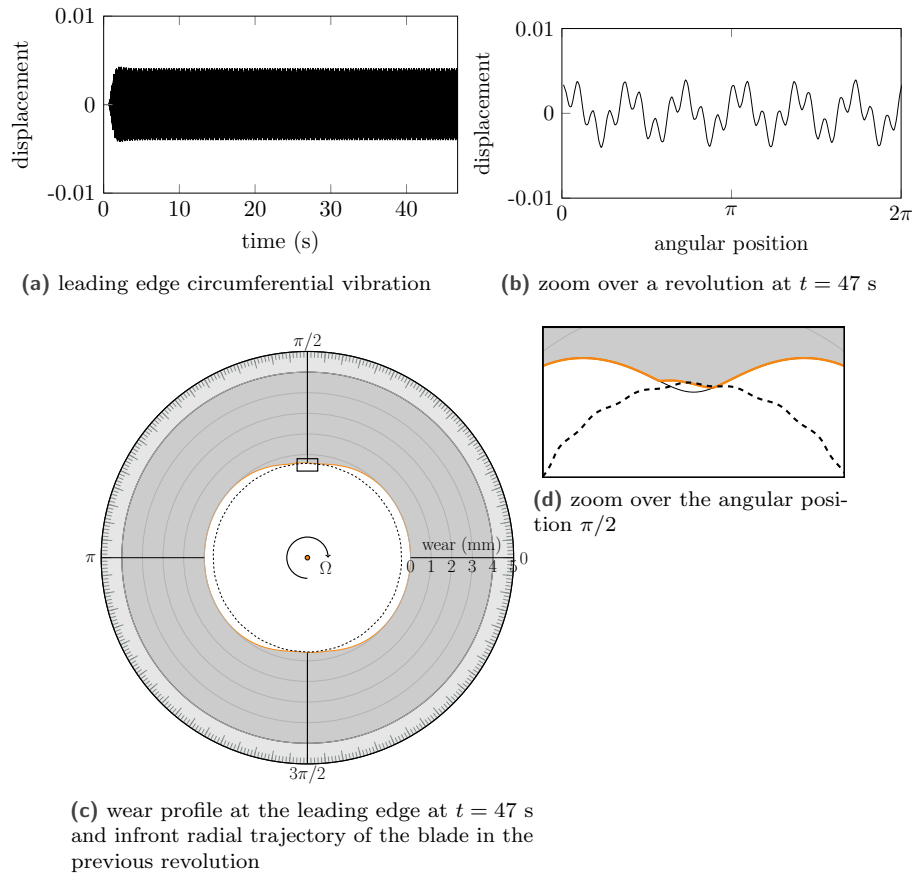 0.01
0
-0.01
displacement
0 10 20 30 40
time (s)
(a) leading edge circumferential vibration
0.01
0
-0.01
displacement
0 π 2π
angular position
(b) zoom over a revolution at t = 47 s
π/2
π
wear (mm)
0 1 2 3 4 5
0
Ω
3π/2
(c) wear profile at the leading edge at t = 47 s
and infront radial trajectory of the blade in the
previous revolution
(d) zoom over the angular posi-
tion π/2